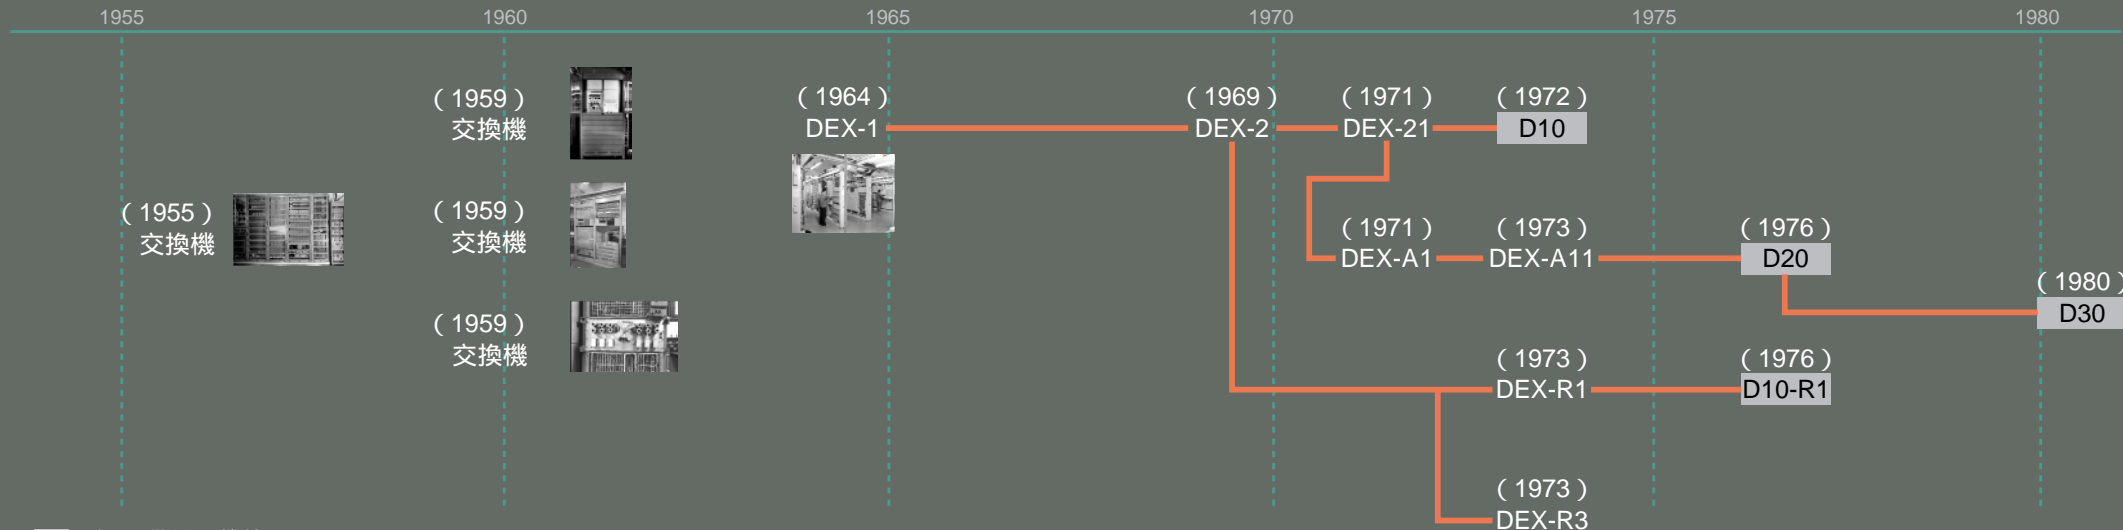 1955
1960
1965
1970
1975
1980
（1959）
交換機
（1964）
DEX-1
（1969）
DEX-2
（1971）
DEX-21
（1972）
D10
（1955）
交換機
（1959）
交換機
（1971）
DEX-A1
（1973）
DEX-A11
（1976）
D20
（1980）
D30
（1959）
交換機
（1973）
DEX-R1
（1976）
D10-R1
（1973）
DEX-R3